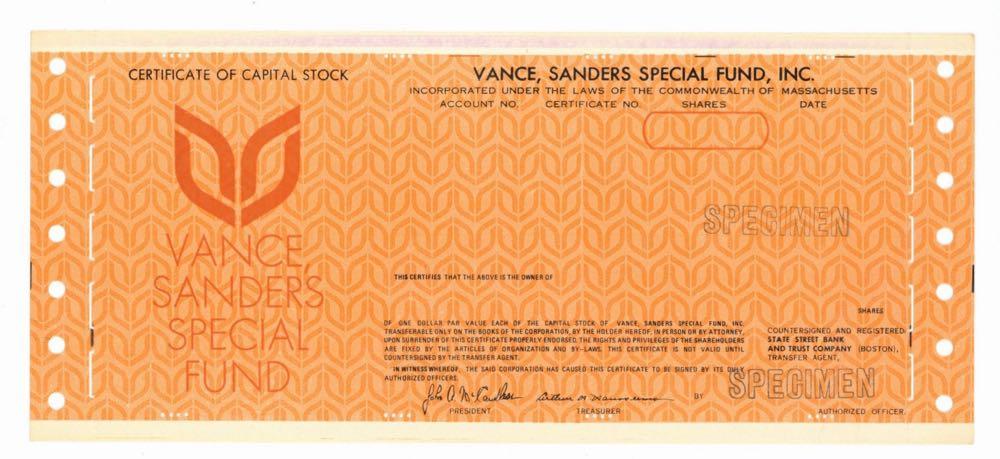 CERTIFICATE OF CAPITAL STOCK
VANCE, SANDERS SPECIAL FUND, INC.
INCORPORATED UNDER THE LAWS OF THE COMMONWEALTH OF MASSACHUSETTS
ACCOUNT NO. CERTIFICATE NO. SHARES DATE
SPECIMEN
VANCE,
SANDERS
SPECIAL
FUND
THIS CERTIFIES THAT THE ABOVE IS THE OWNER OF
SHARES
OF ONE DOLLAR PAR VALUE EACH OF THE CAPITAL STOCK OF VANCE, SANDERS SPECIAL FUND, INC.
TRANSFERABLE ONLY ON THE BOOKS OF THE CORPORATION, BY THE HOLDER HEREOF, IN PERSON OR BY ATTORNEY,
UPON SURRENDER OF THIS CERTIFICATE PROPERLY ENDORSED. THE RIGHTS AND PRIVILEGES OF THE SHAREHOLDERS
ARE FIXED BY THE ARTICLES OF ORGANIZATION AND BY-LAWS. THIS CERTIFICATE IS NOT VALID UNTIL
COUNTERSIGNED BY THE TRANSFER AGENT.
IN WITNESS WHEREOF, THE SAID CORPORATION HAS CAUSED THIS CERTIFICATE TO BE SIGNED BY ITS DULY
AUTHORIZED OFFICERS.
COUNTERSIGNED AND REGISTERED:
STATE STREET BANK
AND TRUST COMPANY (BOSTON),
TRANSFER AGENT,
BY SPECIMEN
PRESIDENT TREASURER
AUTHORIZED OFFICER.